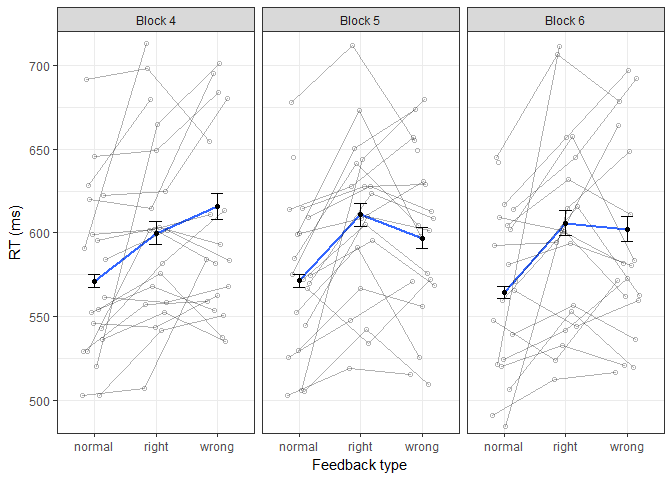 Block 4 Block 5 Block 6
700
650
600
550
500
RT (ms)
normal right wrong normal right wrong normal right wrong
Feedback type